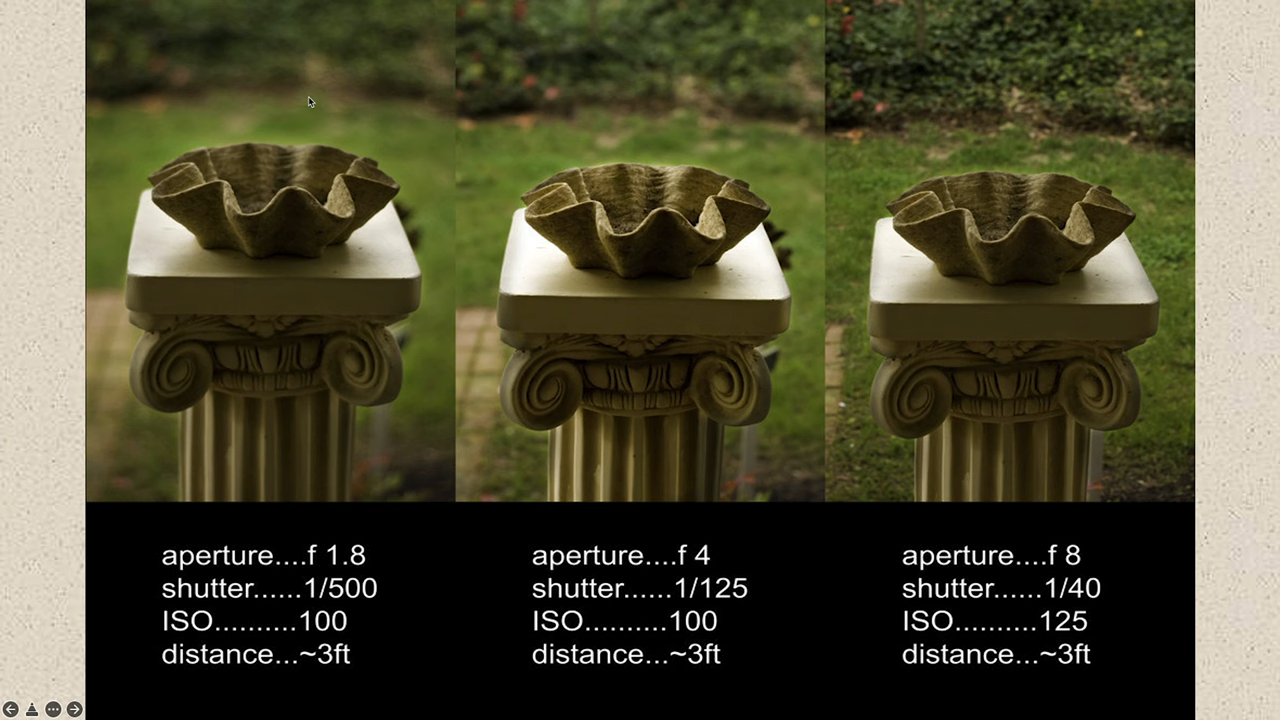 aperture....f 1.8
shutter......1/500
ISO..........100
distance...~3ft
aperture....f 4
shutter......1/125
ISO..........100
distance...~3ft
aperture....f 8
shutter......1/40
ISO..........125
distance...~3ft